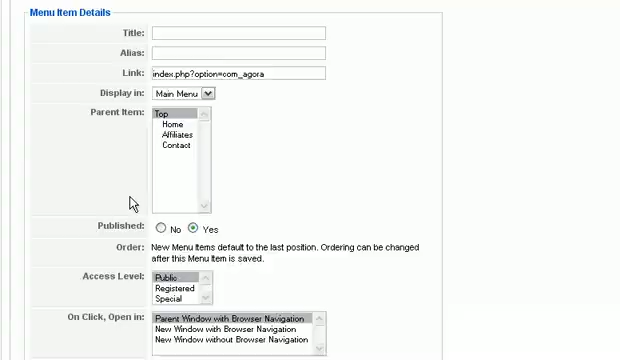 Menu Item Details
Title:
Alias:
Link: index.php?option=com_agora
Display in: Main Menu
Parent Item: Top
Home
Affiliates
Contact
Published: No Yes
Order: New Menu Items default to the last position. Ordering can be changed
after this Menu Item is saved.
Access Level: Public
Registered
Special
On Click, Open in: Parent Window with Browser Navigation
New Window with Browser Navigation
New Window without Browser Navigation